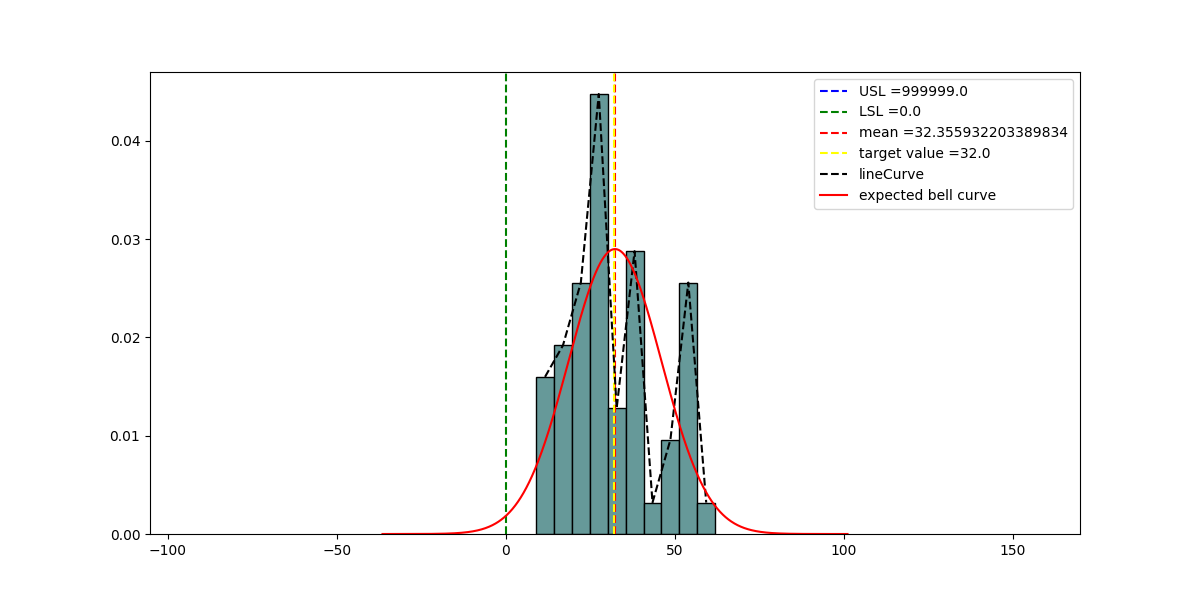 USL =999999.0
LSL =0.0
mean =32.355932203389834
target value =32.0
lineCurve
expected bell curve
0.04
0.03
0.02
0.01
0.00
−100
−50
0
50
100
150